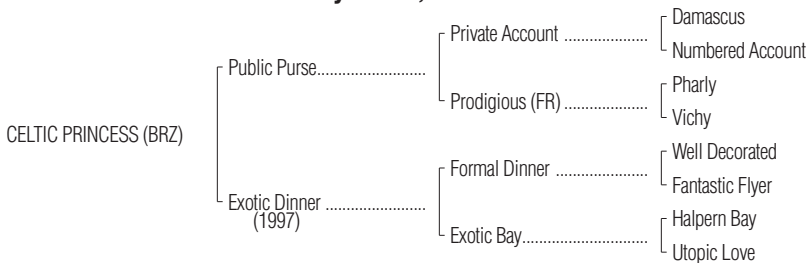 Damascus
Private Account ..................
Numbered Account
Public Purse..........................
Pharly
Prodigious (FR) ..................
Vichy
CELTIC PRINCESS (BRZ)
Well Decorated
Formal Dinner ....................
Fantastic Flyer
Exotic Dinner ......................
(1997)
Halpern Bay
Exotic Bay............................
Utopic Love